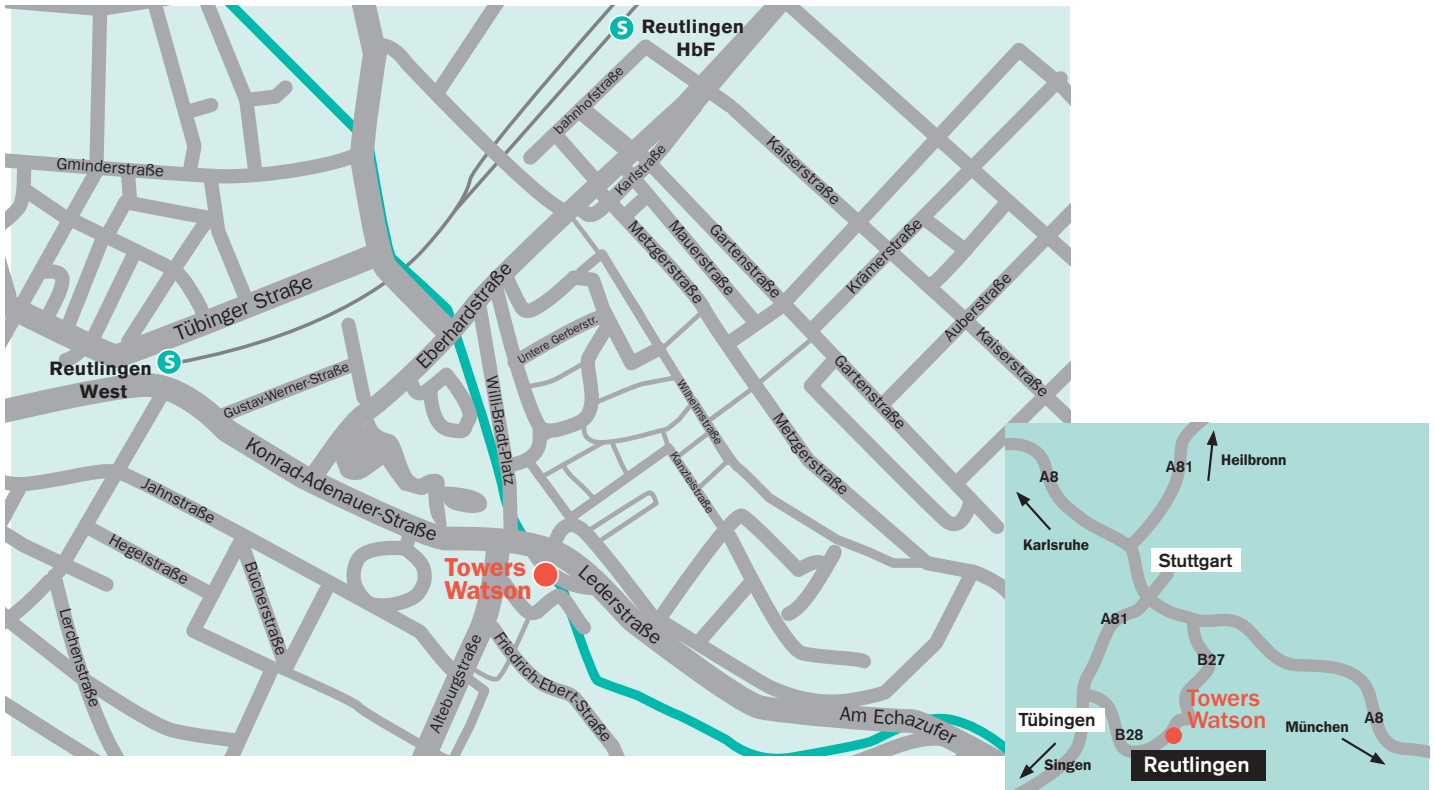 S
Reutlingen
HbF
bahnhofstraße
Gminderstraße
Karlstraße
Kaiserstraße
Metzgerstraße
Mauerstraße
Gartenstraße
Krämerstraße
Tübinger Straße
Eberhardstraße
Auberstraße
Kaiserstraße
Untere Gerberstr.
S
Reutlingen
West
Gustav-Werner-Straße
Willi-Bradt-Platz
Wilhelmstraße
Gartenstraße
Metzgerstraße
Kanzleistraße
Konrad-Adenauer-Straße
Jahnstraße
Hegelstraße
Bücherstraße
Lerchenstraße
Towers
Watson
Lederstraße
Alteburgstraße
Friedrich-Ebert-Straße
Am Echazufer
A8
A81
Heilbronn
Karlsruhe
Stuttgart
A81
B27
Towers
Watson
Tübingen
B28
München
A8
Singen
Reutlingen